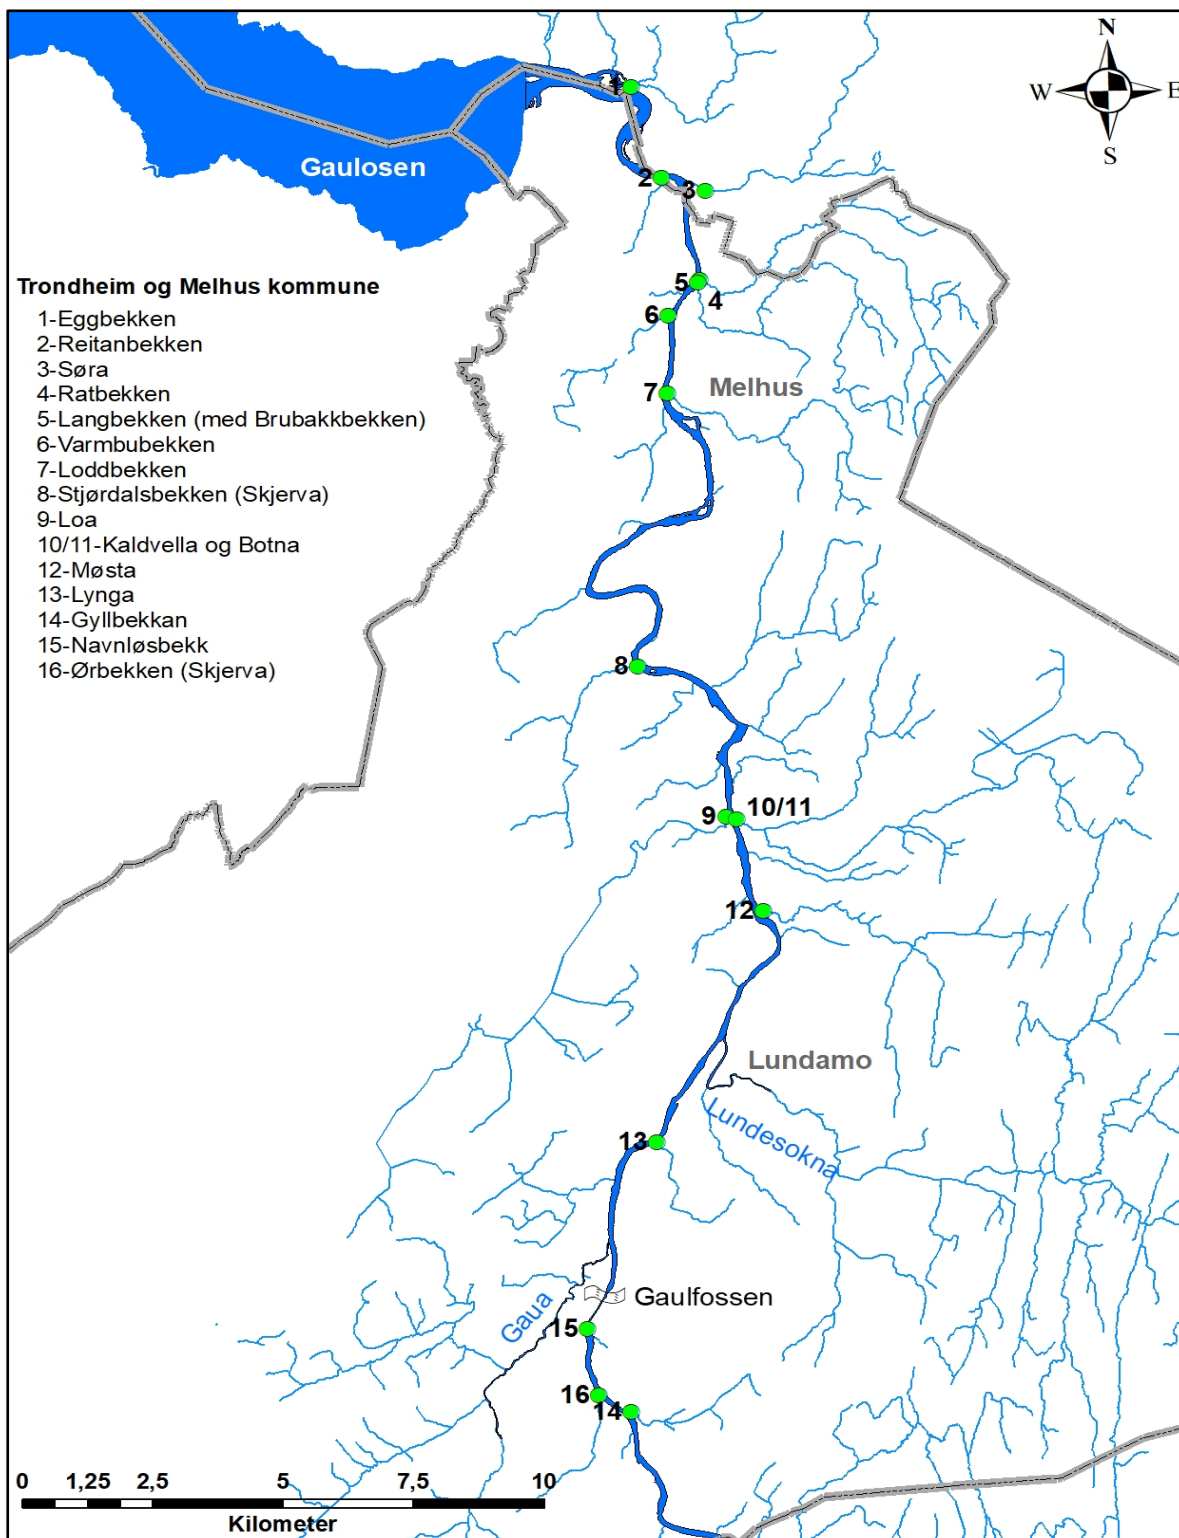 N
W E
S
1
Gaulosen
2
3
Trondheim og Melhus kommune
1-Eggbekken
2-Reitanbekken
3-Søra
4-Ratbekken
5-Langbekken (med Brubakkbekken)
6-Varmbubekken
7-Loddbekken
8-Stjørdalsbekken (Skjerva)
9-Loa
10/11-Kaldvella og Botna
12-Møsta
13-Lynga
14-Gyllbekkan
15-Navnløsbekk
16-Ørbekken (Skjerva)
5
4
6
7
Melhus
8
9
10/11
12
Lundamo
Lundesokna
13
Gaulfossen
Gaua
15
16
14
0 1,25 2,5 5 7,5 10
Kilometer